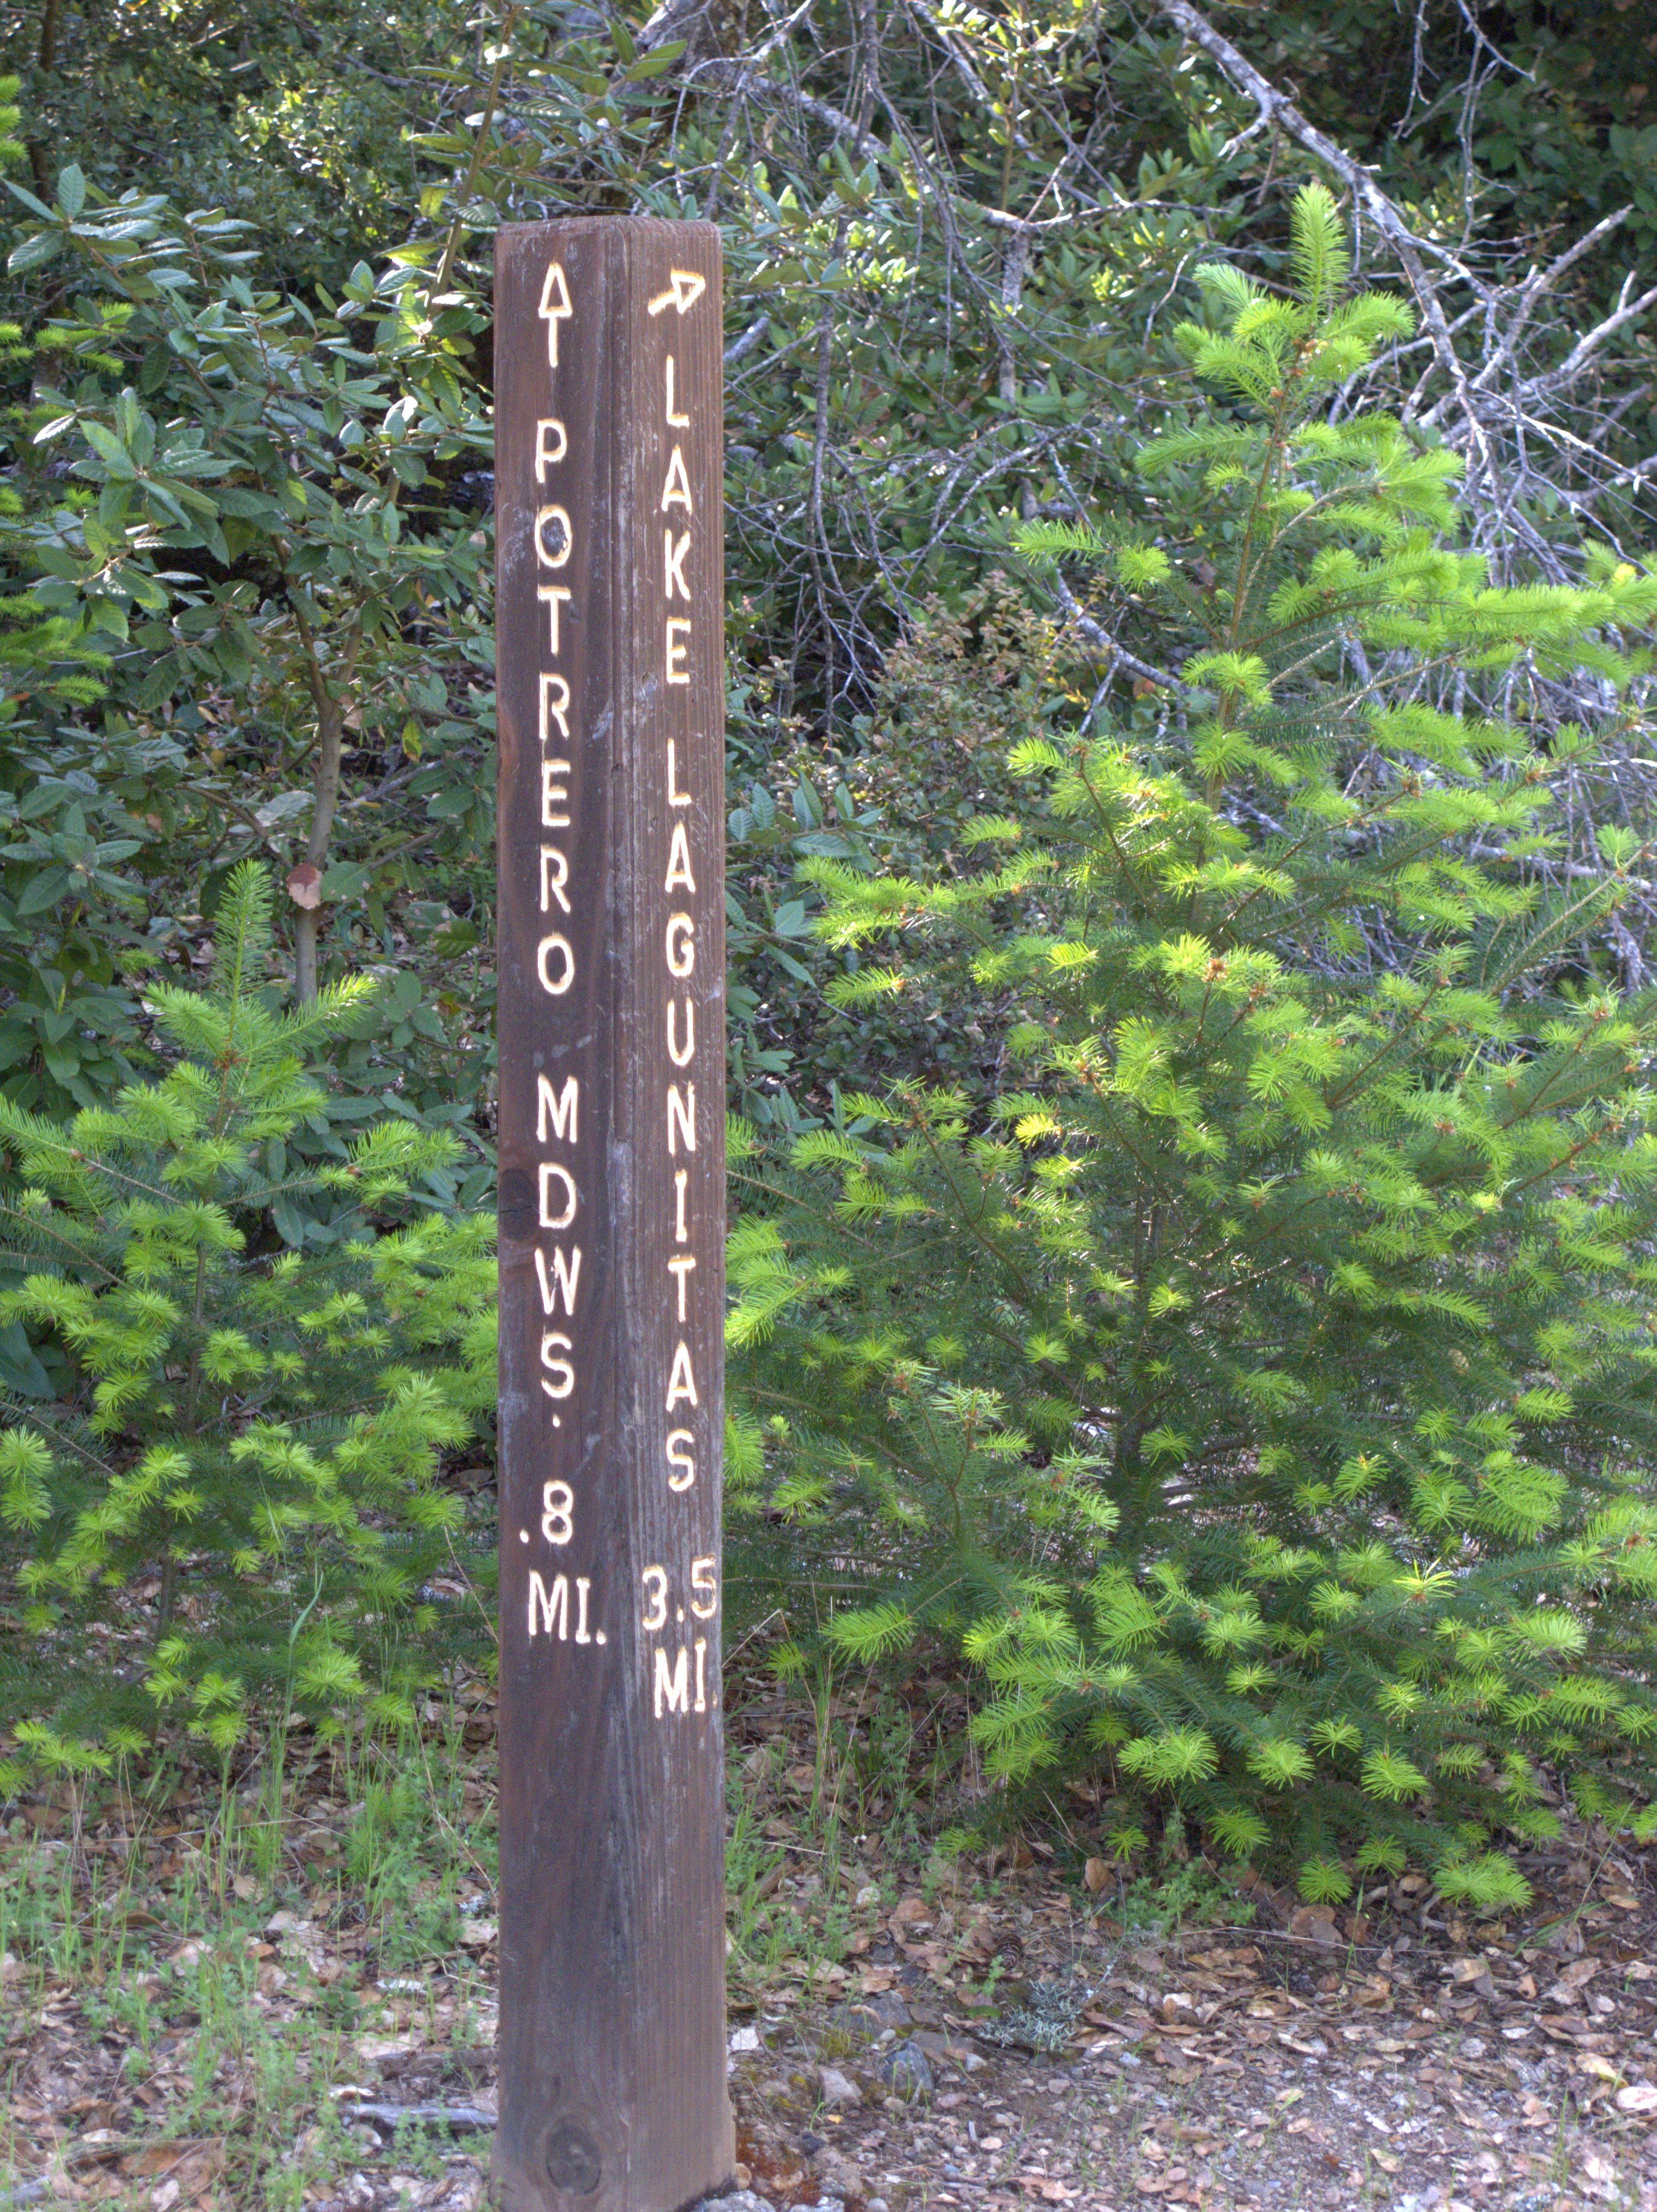 POTRERO MDWS. .8
MI.
LAKE LAGUNITAS
3.5
MI.